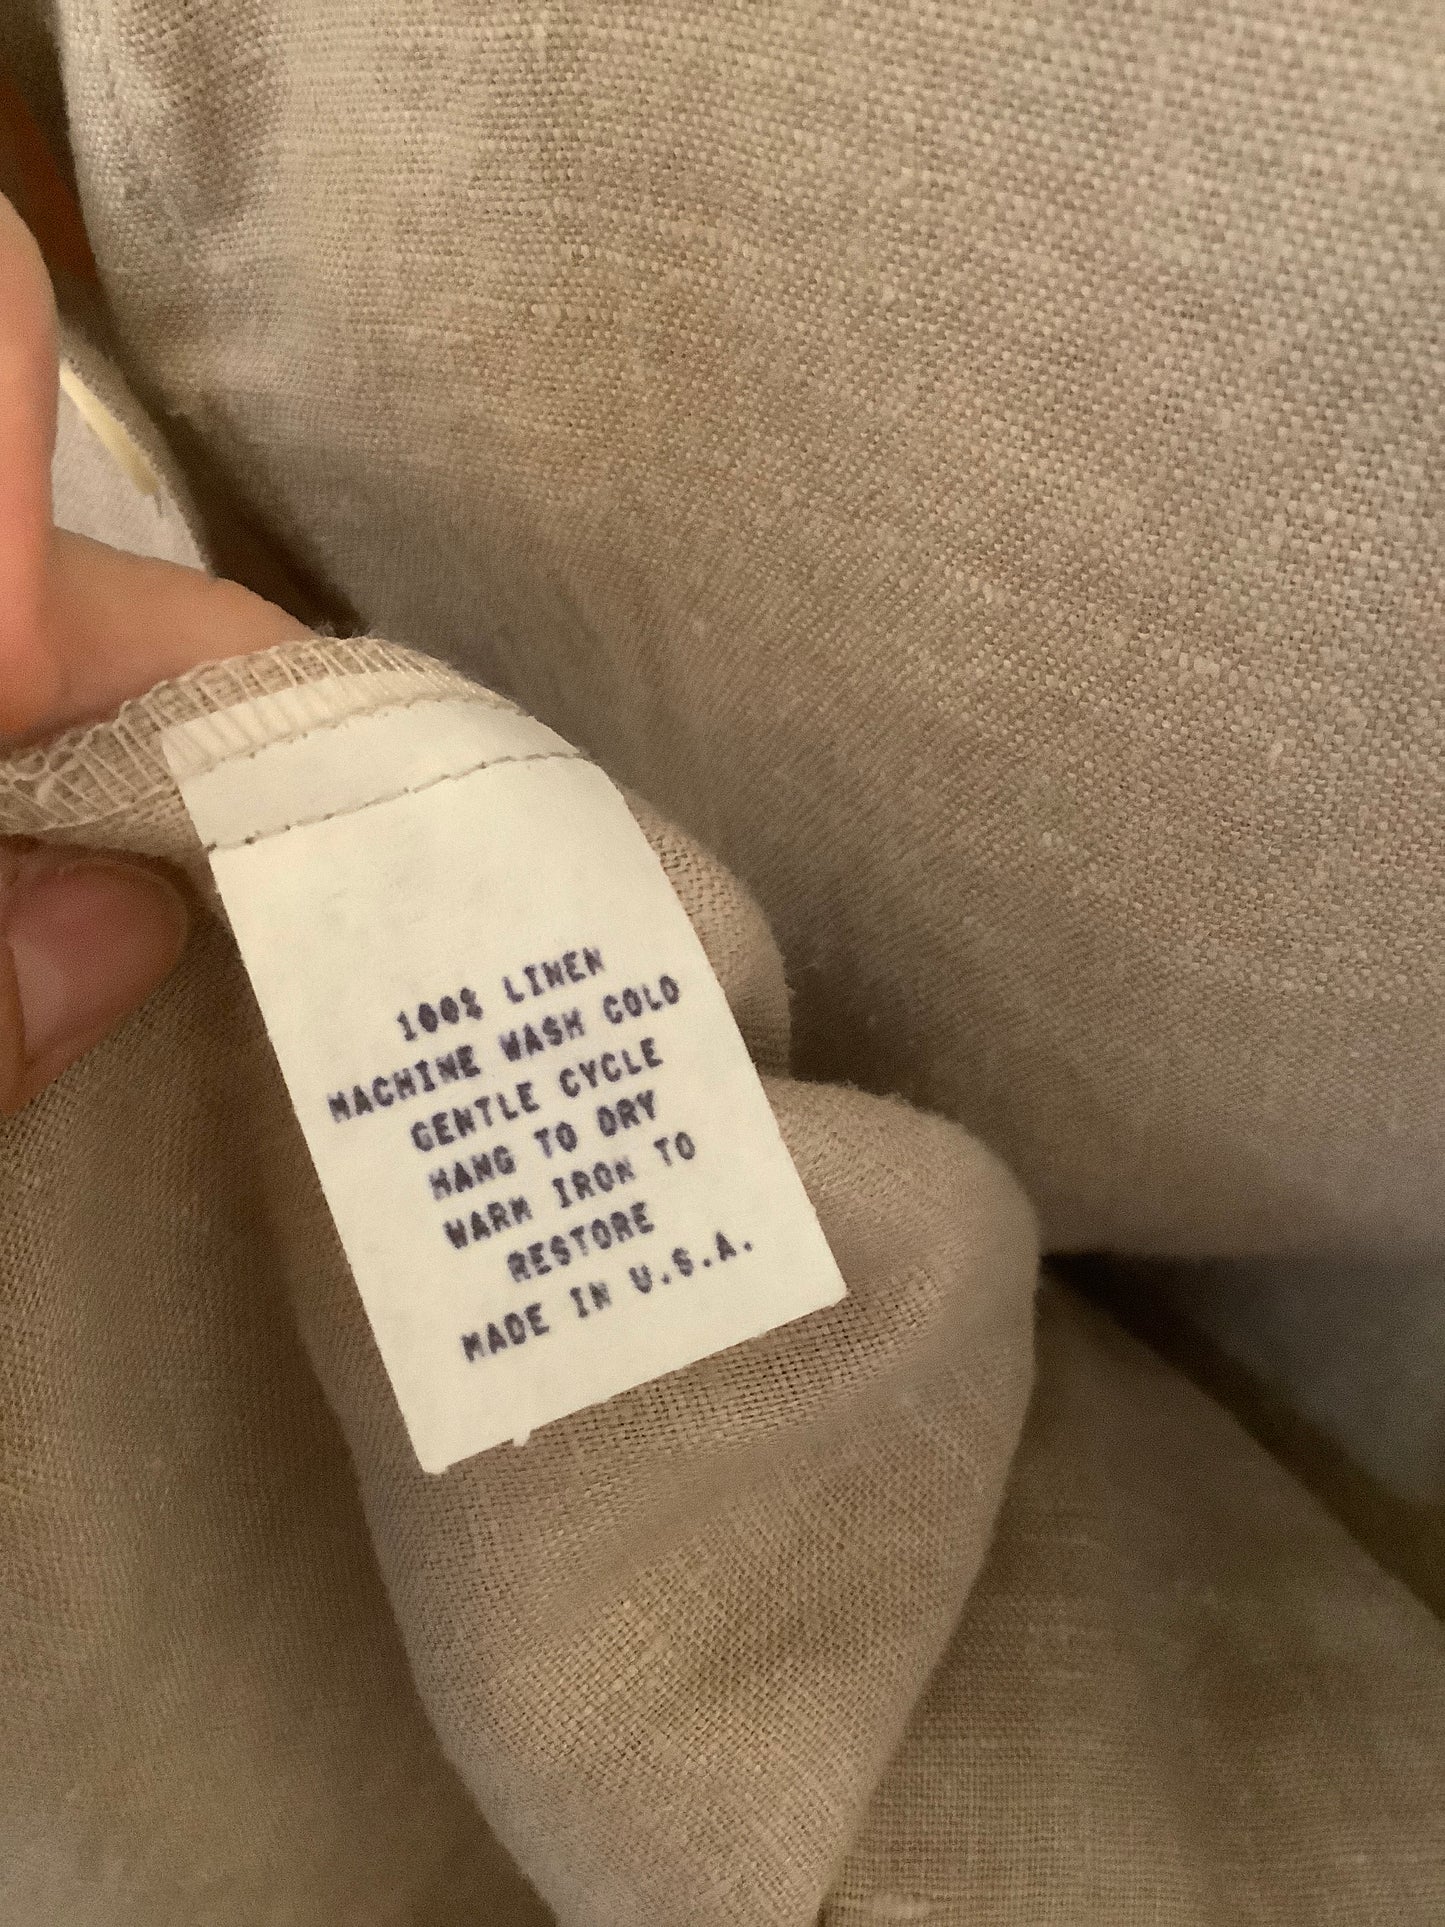 100% LINEN
MACHINE WASH COLD
GENTLE CYCLE
HANG TO DRY
WARM IRON TO
RESTORE
MADE IN U.S.A.